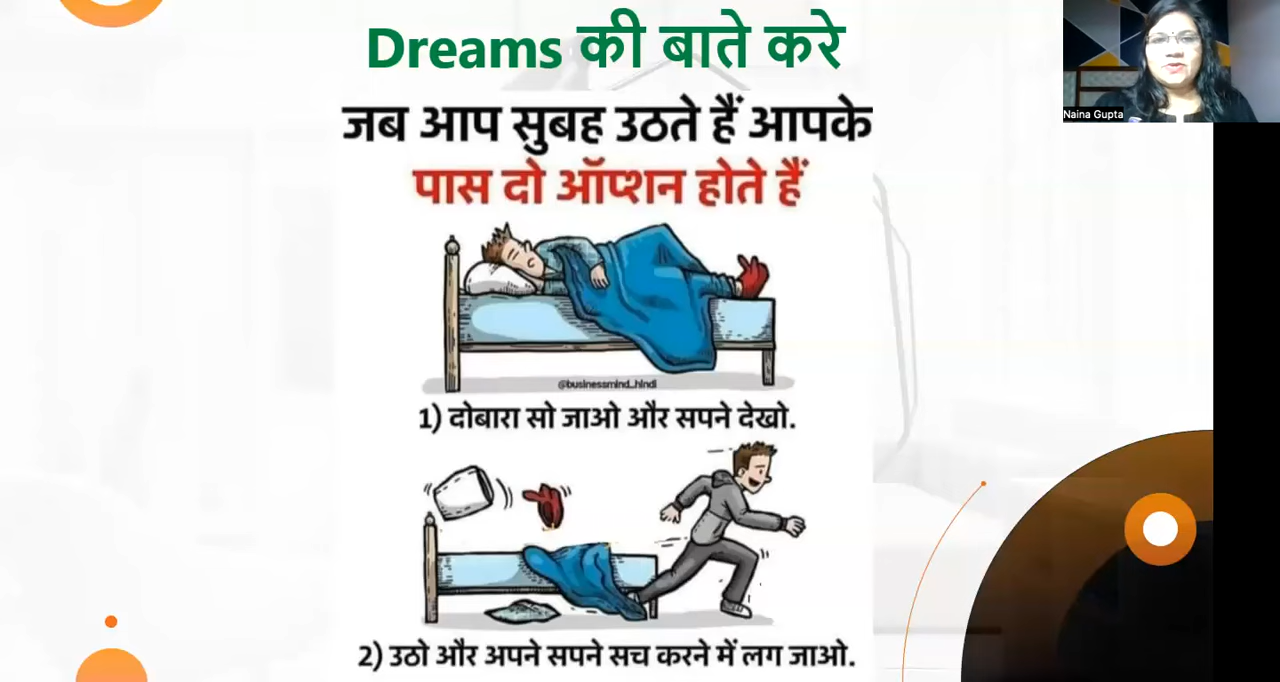 Dreams की बाते करे
Naina Gupta
जब आप सुबह उठते हैं आपके
पास दो ऑप्शन होते हैं
@businessmind_hindi
1) दोबारा सो जाओ और सपने देखो.
2) उठो और अपने सपने सच करने में लग जाओ.